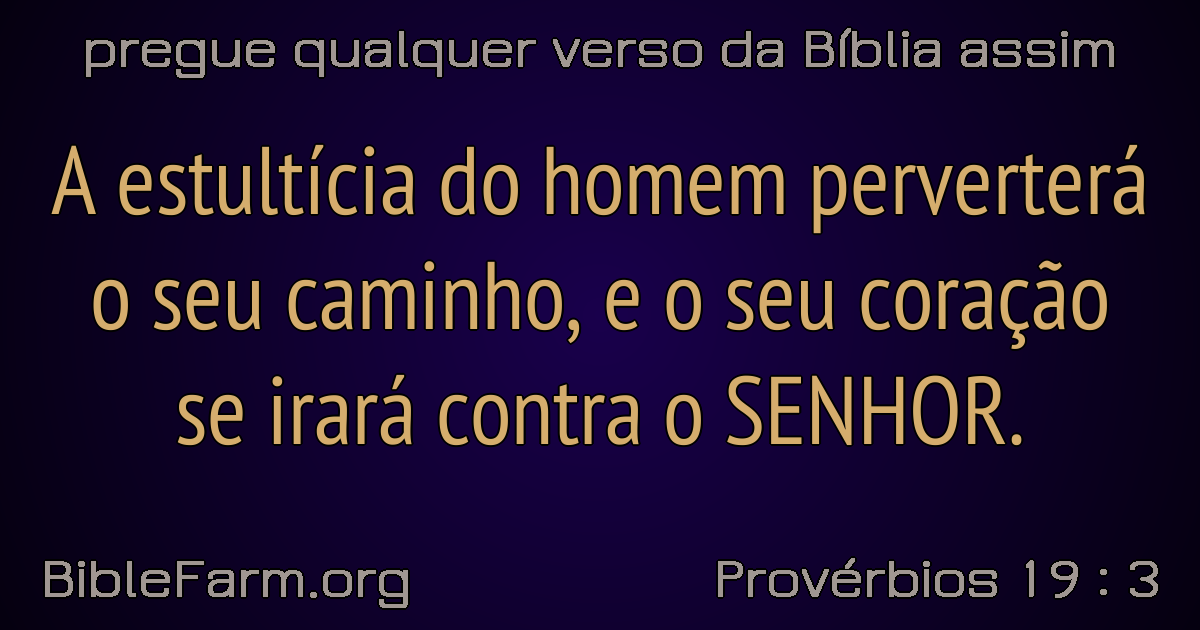 pregue qualquer verso da Bíblia assim
A estultícia do homem perverterá
o seu caminho, e o seu coração
se irará contra o SENHOR.
BibleFarm.org
Provérbios 19 : 3